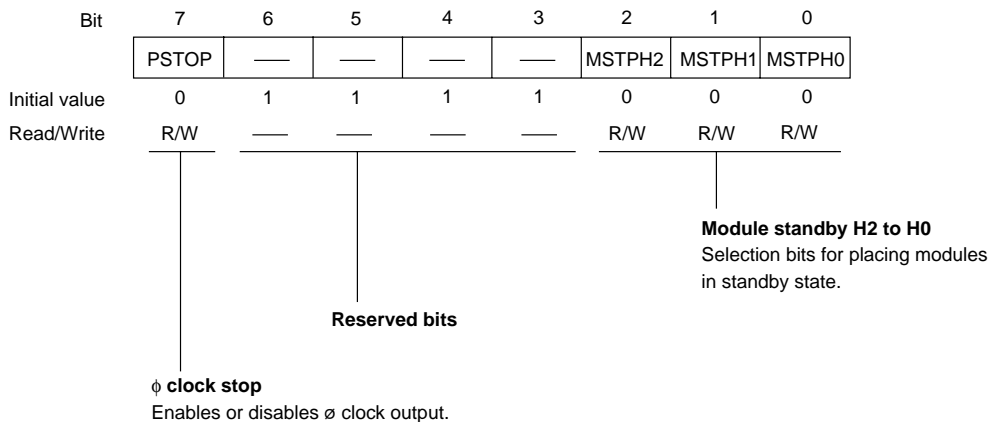 Bit 7 6 5 4 3 2 1 0
PSTOP — — — — MSTPH2 MSTPH1 MSTPH0
Initial value 0 1 1 1 1 0 0 0
Read/Write R/W — — — — R/W R/W R/W
Module standby H2 to H0
Selection bits for placing modules
in standby state.
Reserved bits
ϕ clock stop
Enables or disables ø clock output.